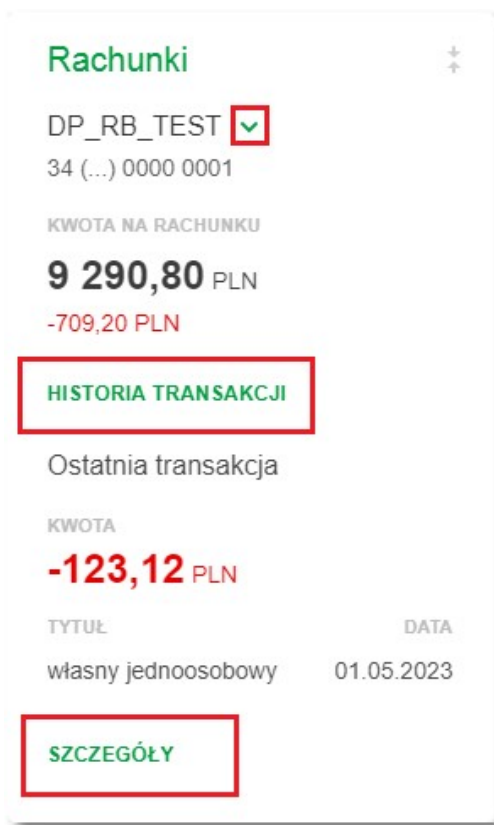 Rachunki
DP_RB_TEST
34 (...) 0000 0001
KWOTA NA RACHUNKU
9 290,80 PLN
-709,20 PLN
HISTORIA TRANSAKCJI
Ostatnia transakcja
KWOTA
-123,12 PLN
TYTUŁ DATA
własny jednoosobowy 01.05.2023
SZCZEGÓŁY